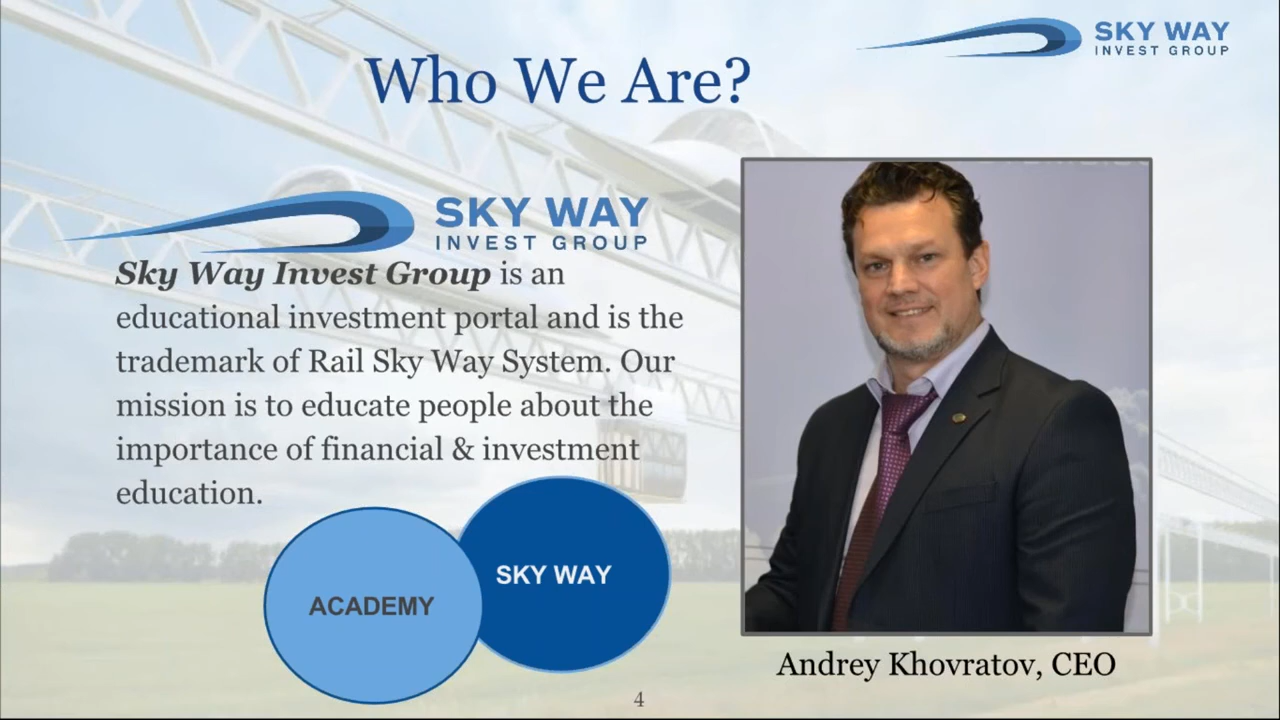 SKY WAY
INVEST GROUP
Who We Are?
SKY WAY
INVEST GROUP
Sky Way Invest Group is an
educational investment portal and is the
trademark of Rail Sky Way System. Our
mission is to educate people about the
importance of financial & investment
education.
SKY WAY
ACADEMY
Andrey Khovratov, CEO
4